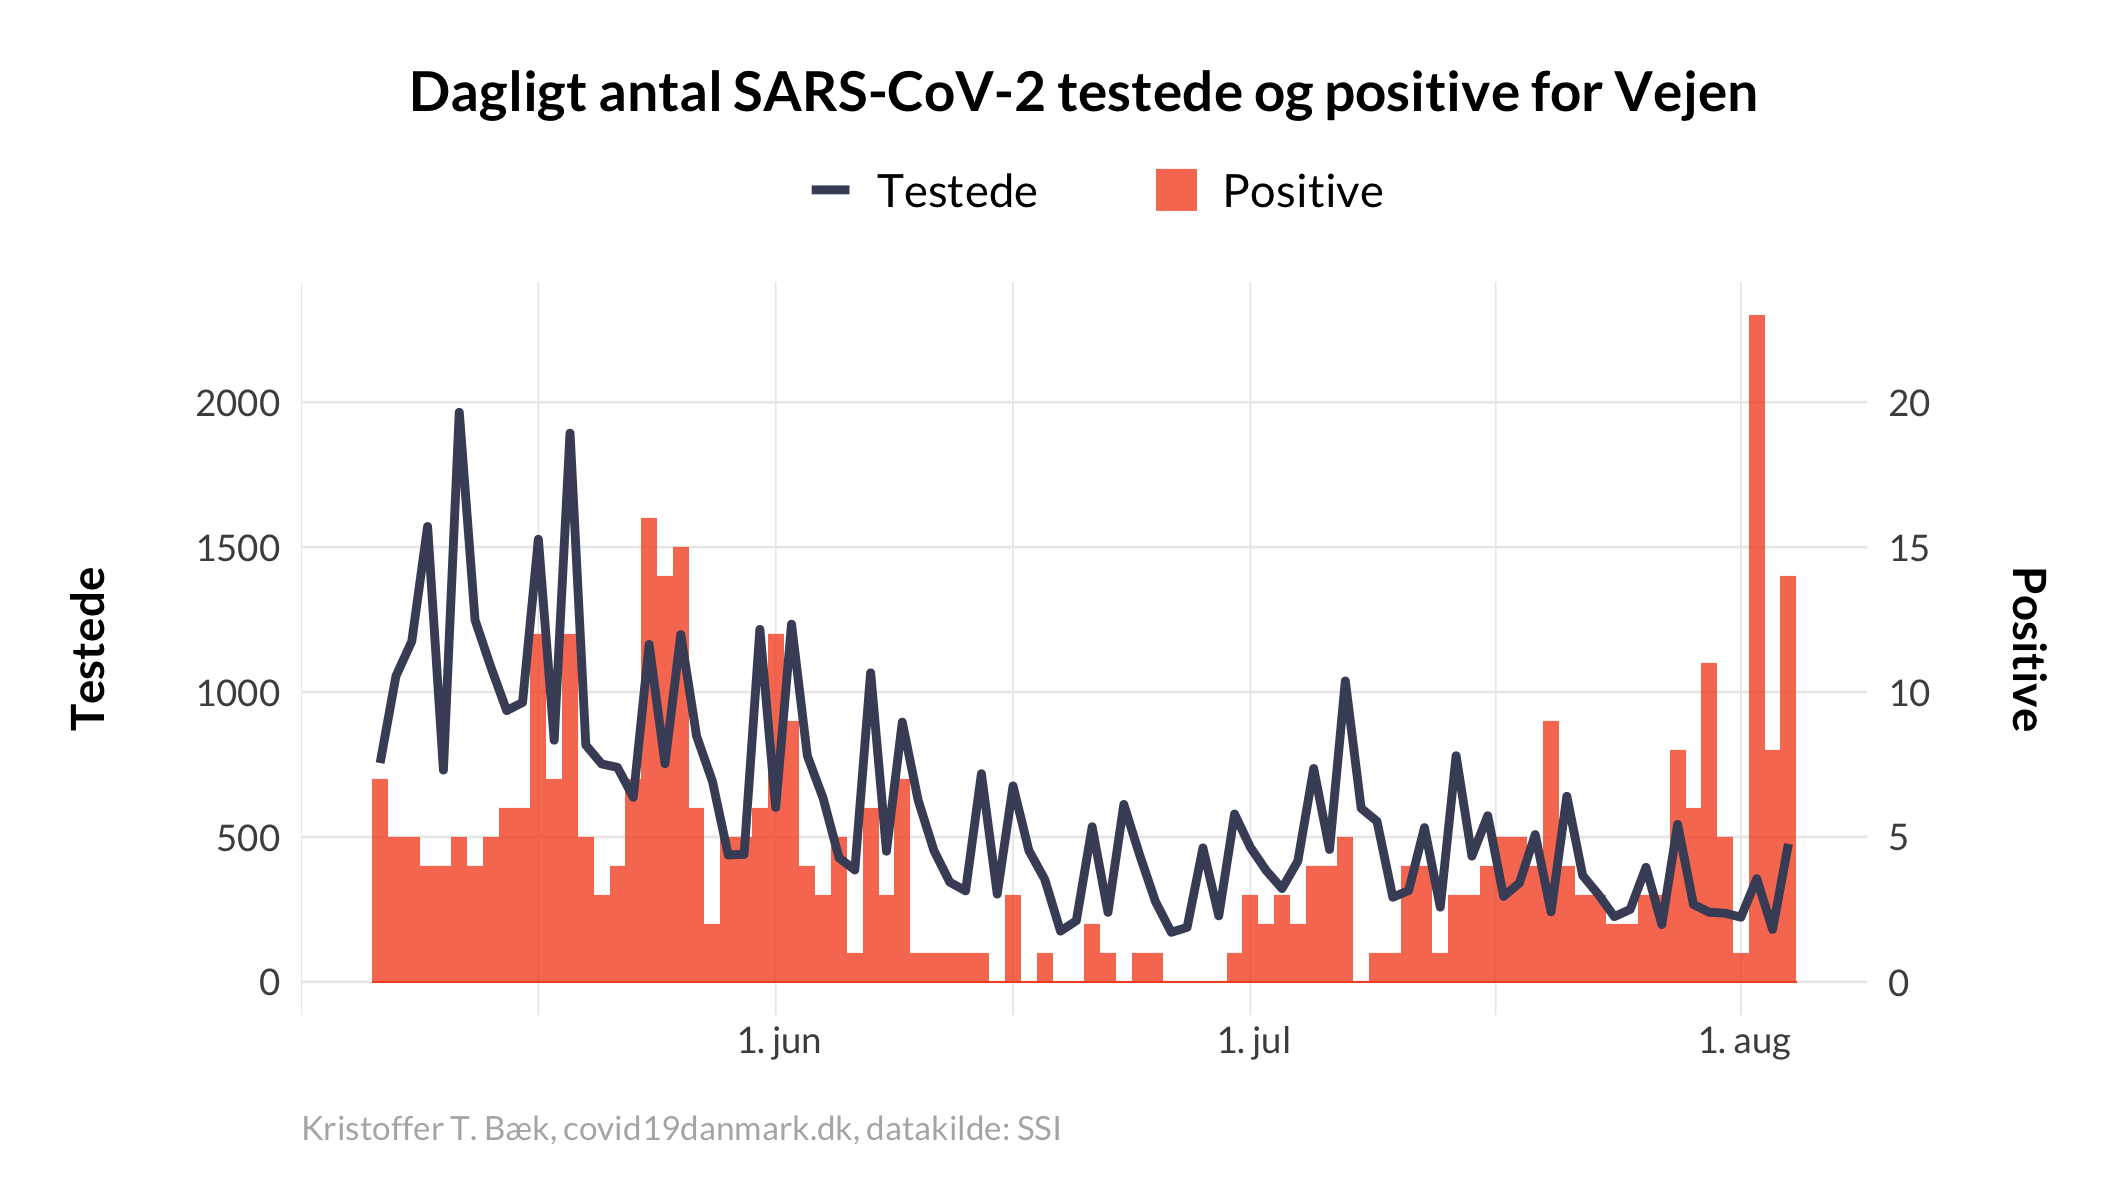 Dagligt antal SARS-CoV-2 testede og positive for Vejen
Testede Positive
2000 20
1500 15
1000 10
500 5
0 0
Testede
Positive
1. jun 1. jul 1. aug
Kristoffer T. Bæk, covid19danmark.dk, datakilde: SSI